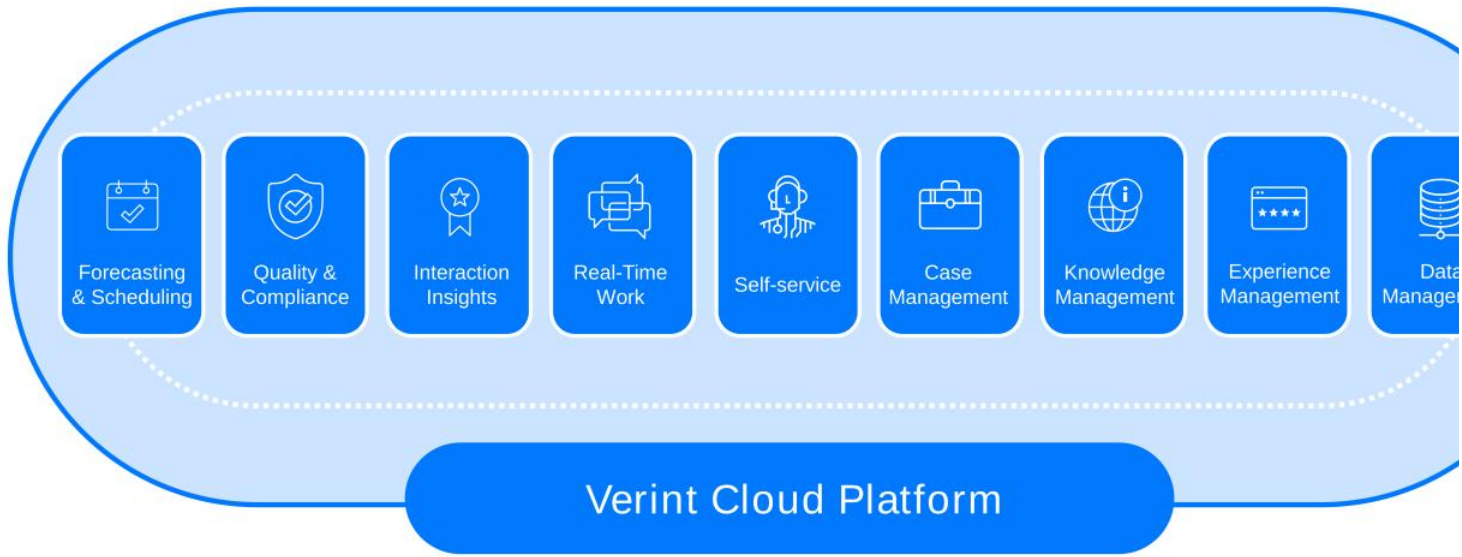 Forecasting
& Scheduling
Quality &
Compliance
Interaction
Insights
Real-Time
Work
Self-service
Case
Management
Knowledge
Management
Experience
Management
Data
Verint Cloud Platform